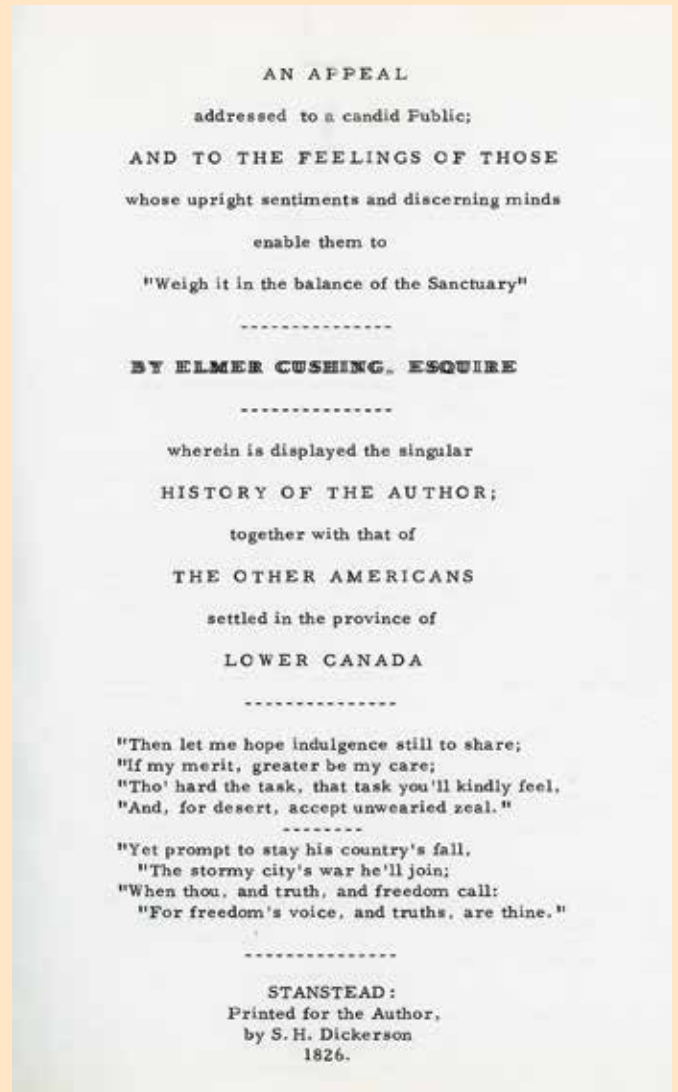 AN APPEAL
addressed to a candid Public;
AND TO THE FEELINGS OF THOSE
whose upright sentiments and discerning minds
enable them to
"Weigh it in the balance of the Sanctuary"
---------------
BY ELMER CUSHING, ESQUIRE
---------------
wherein is displayed the singular
HISTORY OF THE AUTHOR;
together with that of
THE OTHER AMERICANS
settled in the province of
LOWER CANADA
---------------
"Then let me hope indulgence still to share;
"If my merit, greater be my care;
"Tho' hard the task, that task you'll kindly feel,
"And, for desert, accept unwearied zeal."
--------
"Yet prompt to stay his country's fall,
"The stormy city's war he'll join;
"When thou, and truth, and freedom call:
"For freedom's voice, and truths, are thine."
---------------
STANSTEAD:
Printed for the Author,
by S. H. Dickerson
1826.